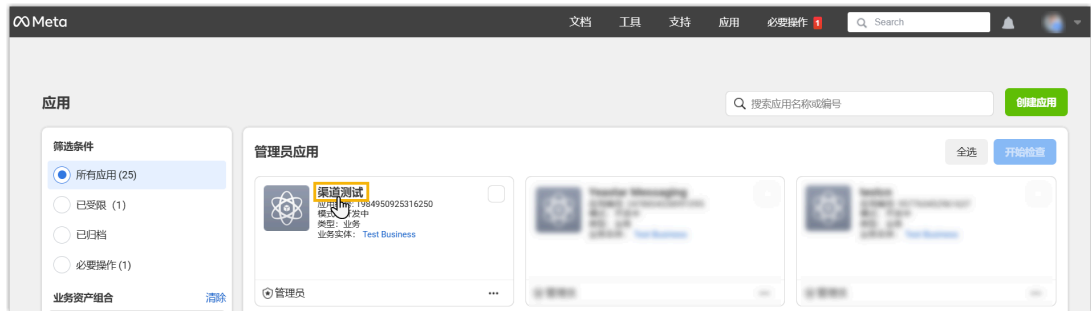 Meta 文档 工具 支持 应用 必要操作 1 Search
应用 搜索应用名称或编号 创建应用
筛选条件
所有应用 (25)
已受限 (1)
已归档
必要操作 (1)
业务资产组合 清除
管理员应用 全选 开始检查
渠道测试
1984950925316250
类型：业务
业务实体： Test Business
管理员
Test Business
Test Business